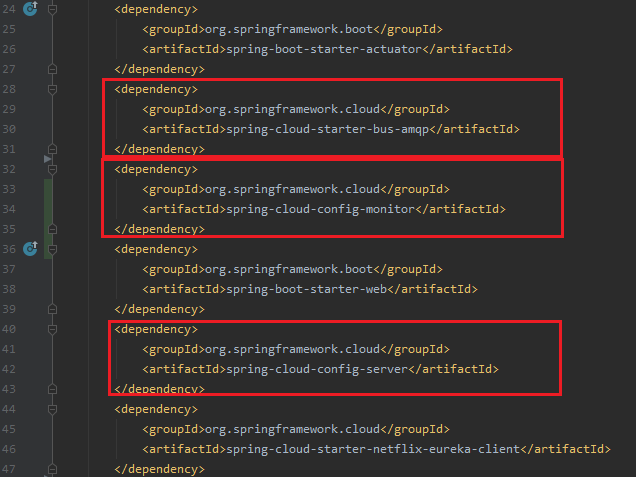 24 <dependency>
25 <groupId>org.springframework.boot</groupId>
26 <artifactId>spring-boot-starter-actuator</artifactId>
27 </dependency>
28 <dependency>
29 <groupId>org.springframework.cloud</groupId>
30 <artifactId>spring-cloud-starter-bus-amqp</artifactId>
31 </dependency>
32 <dependency>
33 <groupId>org.springframework.cloud</groupId>
34 <artifactId>spring-cloud-config-monitor</artifactId>
35 </dependency>
36 <dependency>
37 <groupId>org.springframework.boot</groupId>
38 <artifactId>spring-boot-starter-web</artifactId>
39 </dependency>
40 <dependency>
41 <groupId>org.springframework.cloud</groupId>
42 <artifactId>spring-cloud-config-server</artifactId>
43 </dependency>
44 <dependency>
45 <groupId>org.springframework.cloud</groupId>
46 <artifactId>spring-cloud-starter-netflix-eureka-client</artifactId>
47 </dependency>